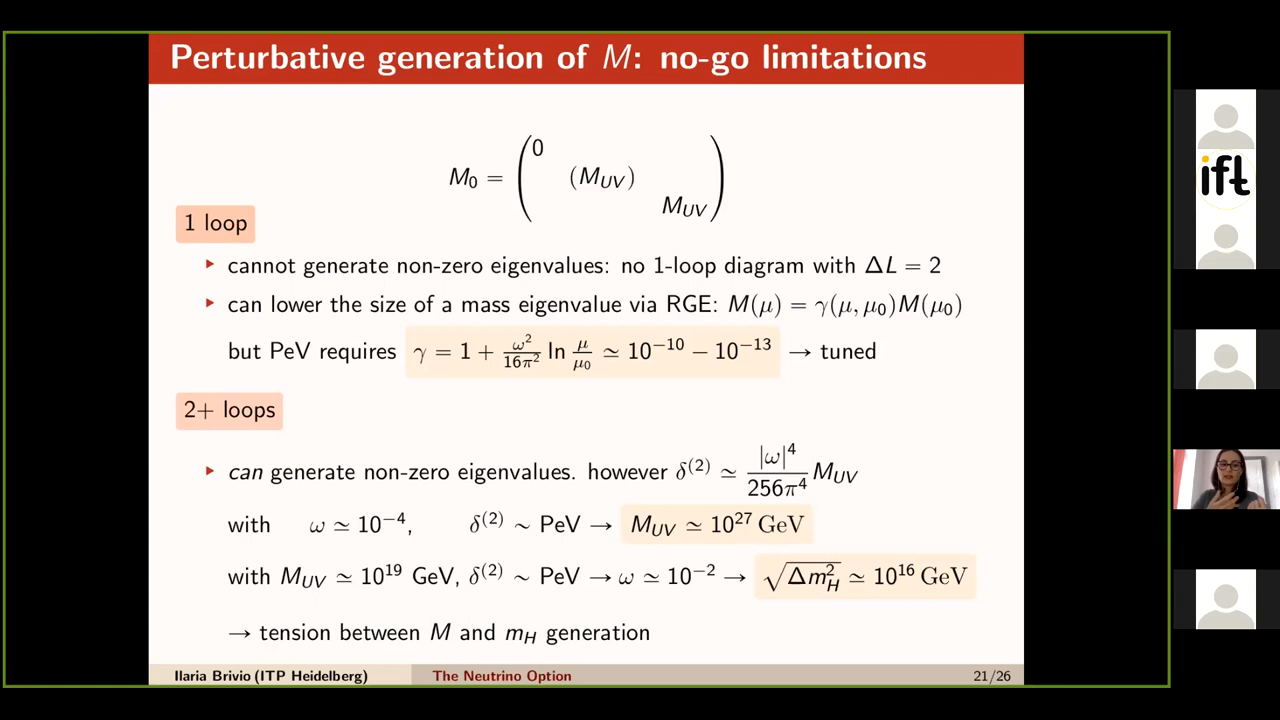 Perturbative generation of M: no-go limitations
M₀ = ( 0 (M_UV) M_UV )
1 loop
▸ cannot generate non-zero eigenvalues: no 1-loop diagram with ΔL = 2
▸ can lower the size of a mass eigenvalue via RGE: M(μ) = γ(μ, μ₀)M(μ₀)
but PeV requires γ = 1 + ω²/16π² ln μ/μ₀ ≃ 10⁻¹⁰ − 10⁻¹³ → tuned
2+ loops
▸ can generate non-zero eigenvalues. however δ⁽²⁾ ≃ |ω|⁴/256π⁴ M_UV
with ω ≃ 10⁻⁴, δ⁽²⁾ ∼ PeV → M_UV ≃ 10²⁷ GeV
with M_UV ≃ 10¹⁹ GeV, δ⁽²⁾ ∼ PeV → ω ≃ 10⁻² → √Δm²_H ≃ 10¹⁶ GeV
→ tension between M and m_H generation
Ilaria Brivio (ITP Heidelberg) The Neutrino Option 21/26
ift